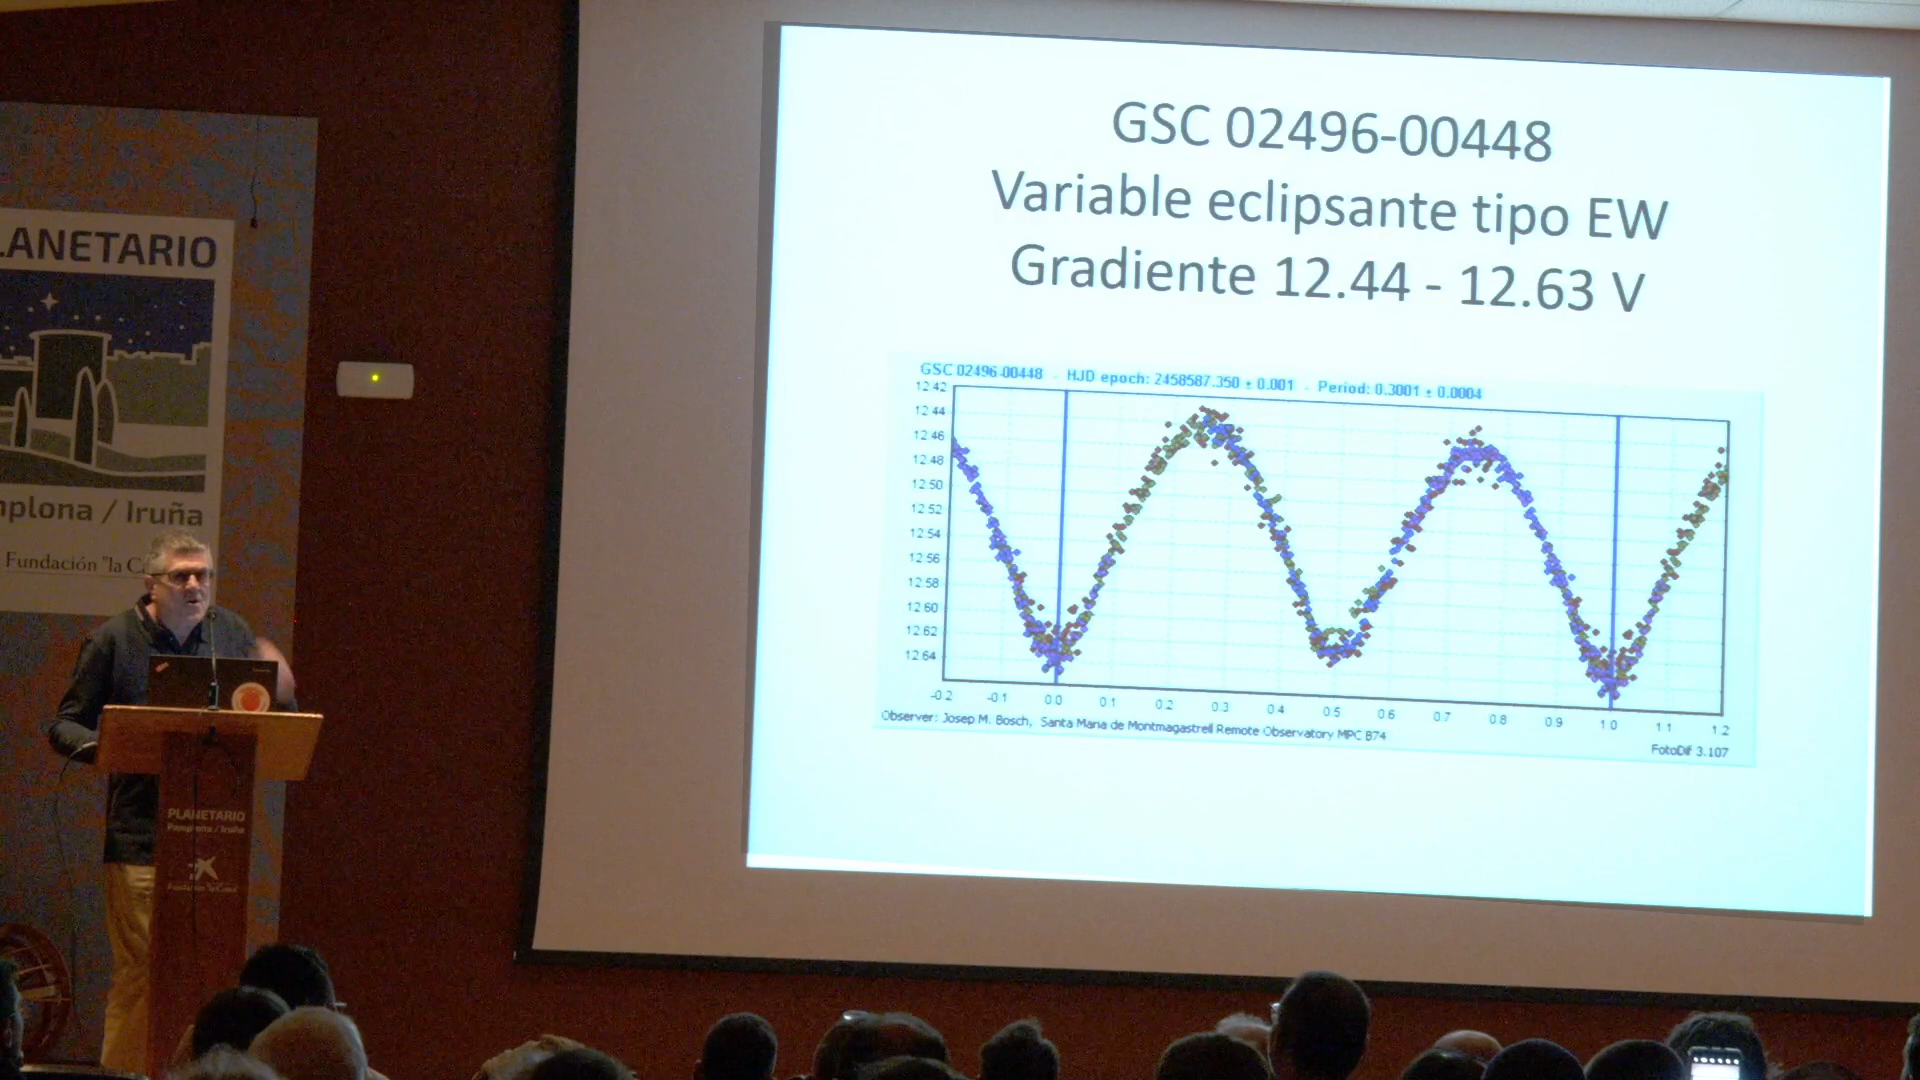 GSC 02496-00448
Variable eclipsante tipo EW
Gradiente 12.44 - 12.63 V
GSC 02496-00448 - HJD epoch: 2458587.350 ± 0.001 - Period: 0.3001 ± 0.0004
12.42
12.44
12.46
12.48
12.50
12.52
12.54
12.56
12.58
12.60
12.62
12.64
-0.2 -0.1 0.0 0.1 0.2 0.3 0.4 0.5 0.6 0.7 0.8 0.9 1.0 1.1 1.2
Observer: Josep M. Bosch, Santa Maria de Montmagastrell Remote Observatory MPC B74
FotoDif 3.107
LANETARIO
mplona / Iruña
Fundación "la Ca
PLANETARIO
Pamplona / Iruña
Fundación "la Caixa"